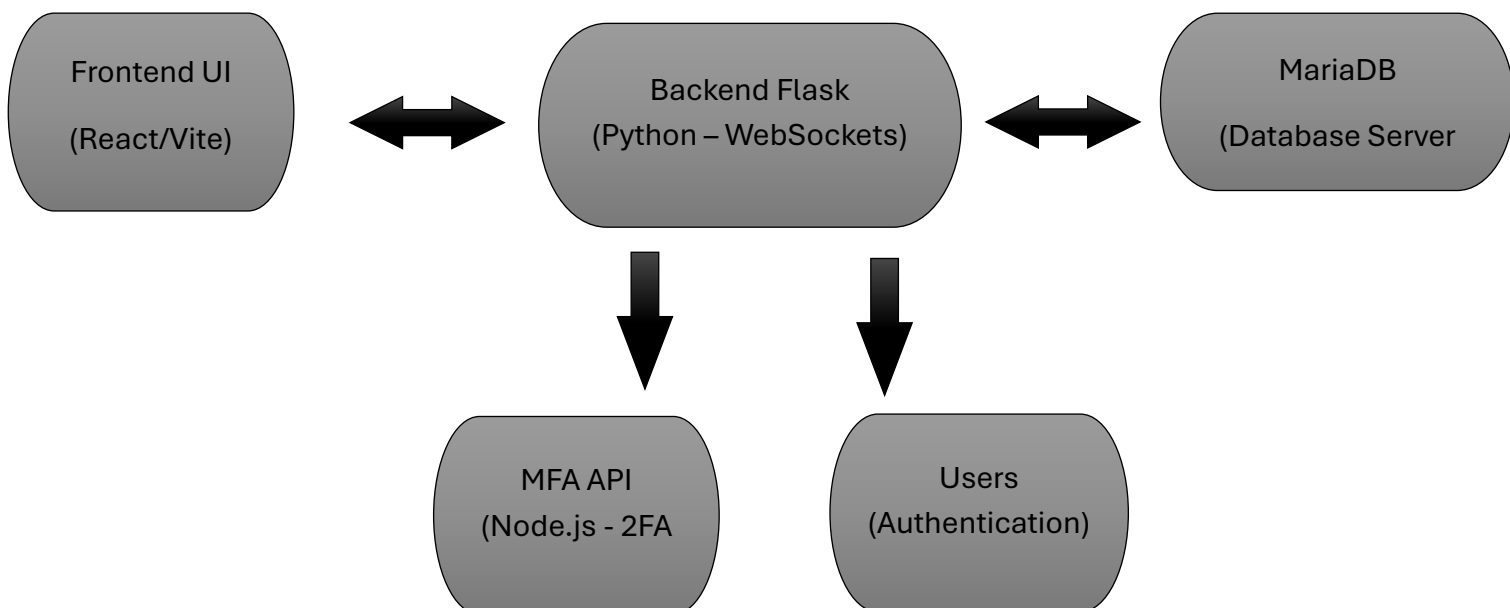 Frontend UI
(React/Vite)
Backend Flask
(Python – WebSockets)
MariaDB
(Database Server
MFA API
(Node.js - 2FA
Users
(Authentication)